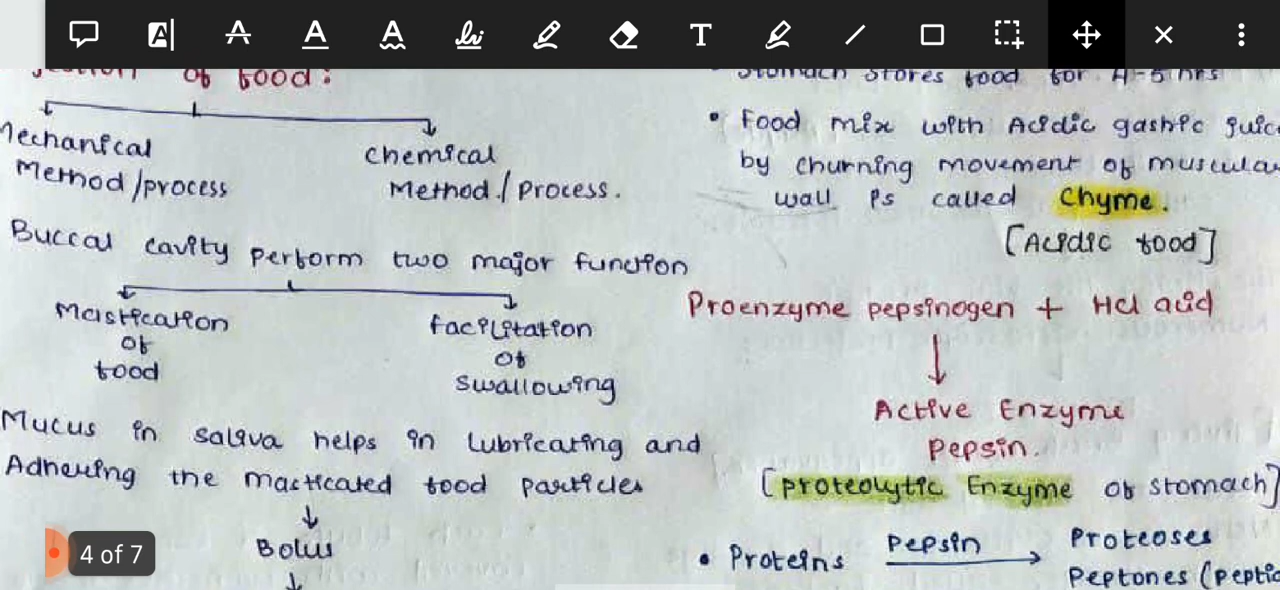 of food:
Mechanical
Method/process
chemical
Method/Process.
Buccal cavity perform two major function
Mastication
of
food
facilitation
of
swallowing
Mucus in saliva helps in lubricating and
Adhering the masticated food particles
Bolus
4 of 7
Stomach stores food for 4-5 hrs
• Food mix with Acidic gastric juic
by churning movement of muscula
wall is called Chyme.
[Acidic food]
Proenzyme pepsinogen + Hcl acid
Active Enzyme
Pepsin.
[proteolytic Enzyme of stomach]
• Proteins Pepsin Proteoses
Peptones (peptid